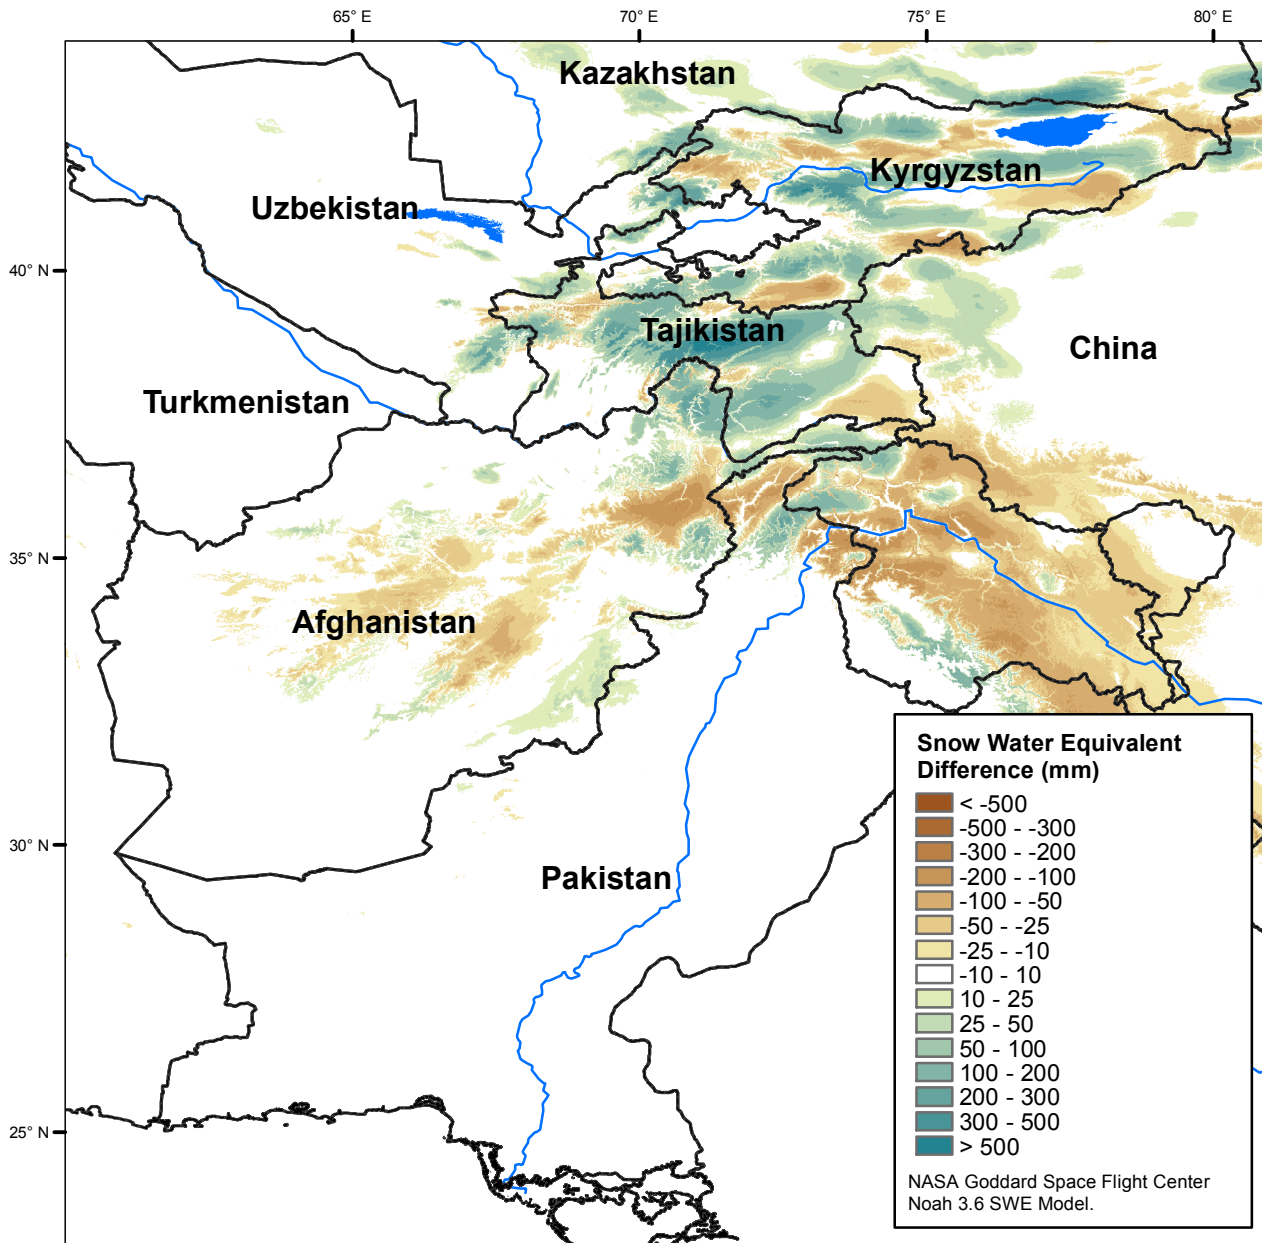 65° E
70° E
75° E
80° E
Kazakhstan
Kyrgyzstan
Uzbekistan
40° N
Tajikistan
China
Turkmenistan
35° N
Afghanistan
Snow Water Equivalent
Difference (mm)
< -500
-500 - -300
-300 - -200
-200 - -100
-100 - -50
-50 - -25
-25 - -10
-10 - 10
10 - 25
25 - 50
50 - 100
100 - 200
200 - 300
300 - 500
> 500
NASA Goddard Space Flight Center
Noah 3.6 SWE Model.
30° N
Pakistan
25° N